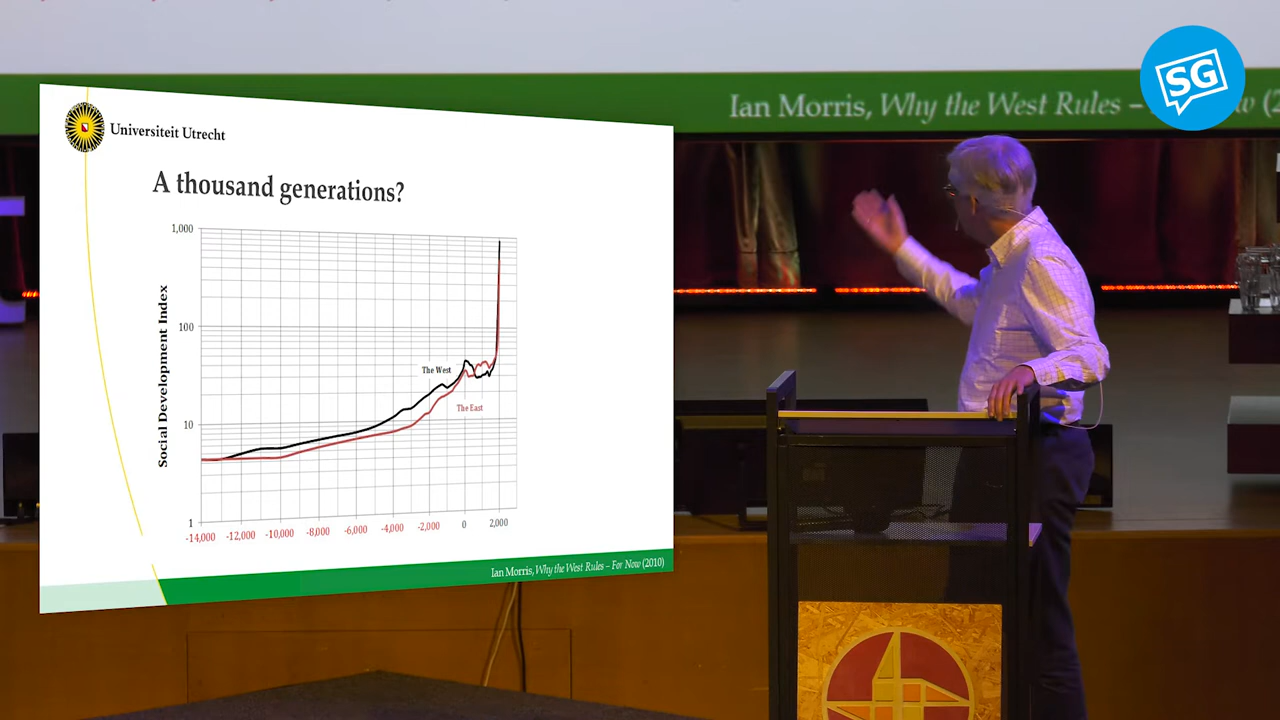 SG
Ian Morris, Why the West Rules –
Universiteit Utrecht
A thousand generations?
1,000
100
10
1
Social Development Index
The West
The East
-14,000 -12,000 -10,000 -8,000 -6,000 -4,000 -2,000 0 2,000
Ian Morris, Why the West Rules – For Now (2010)